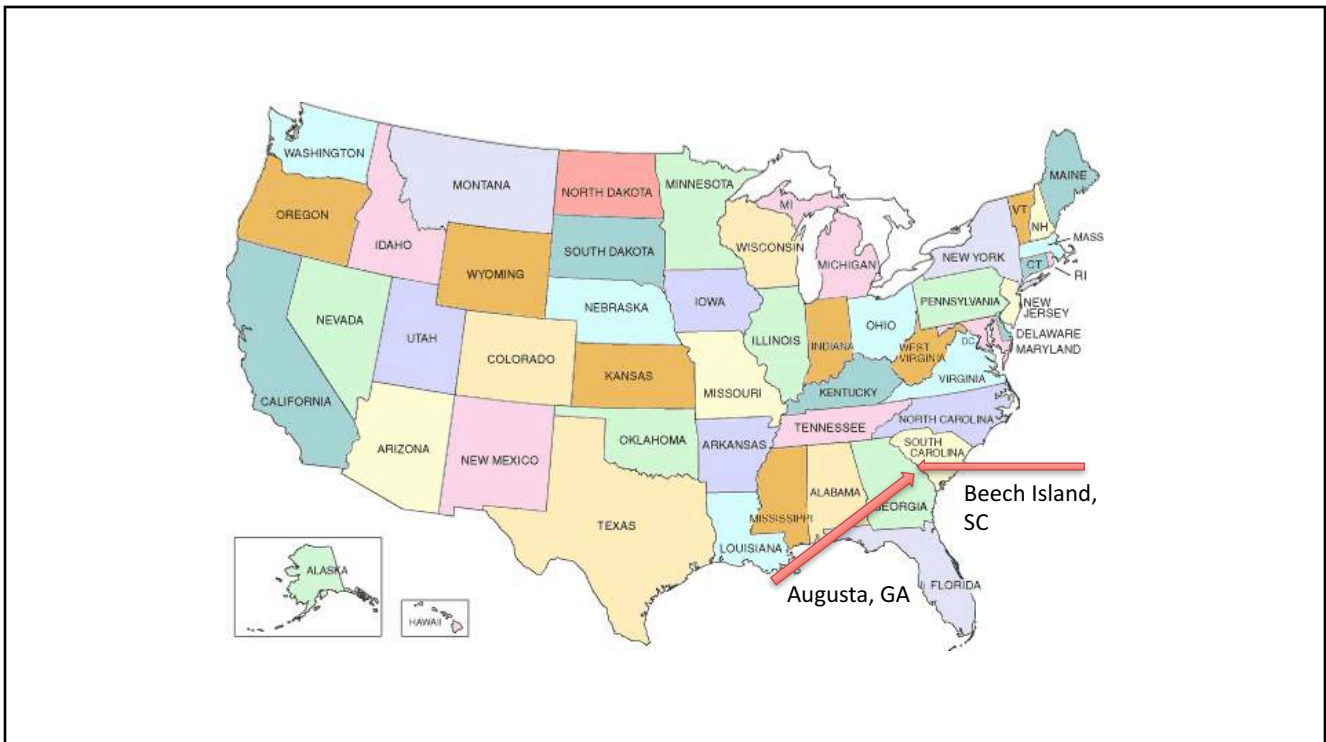 WASHINGTON
MONTANA
NORTH DAKOTA
MINNESOTA
MAINE
OREGON
IDAHO
MI
VT
NH
SOUTH DAKOTA
WISCONSIN
MASS
WYOMING
MICHIGAN
NEW YORK
CT
RI
NEBRASKA
IOWA
PENNSYLVANIA
NEW
JERSEY
NEVADA
UTAH
ILLINOIS
INDIANA
OHIO
DELAWARE
COLORADO
WEST
VIRGINIA
DC
MARYLAND
KANSAS
MISSOURI
KENTUCKY
VIRGINIA
CALIFORNIA
TENNESSEE
NORTH CAROLINA
ARIZONA
OKLAHOMA
ARKANSAS
SOUTH
CAROLINA
NEW MEXICO
ALABAMA
GEORGIA
Beech Island,
SC
TEXAS
MISSISSIPPI
LOUISIANA
ALASKA
FLORIDA
Augusta, GA
HAWAII